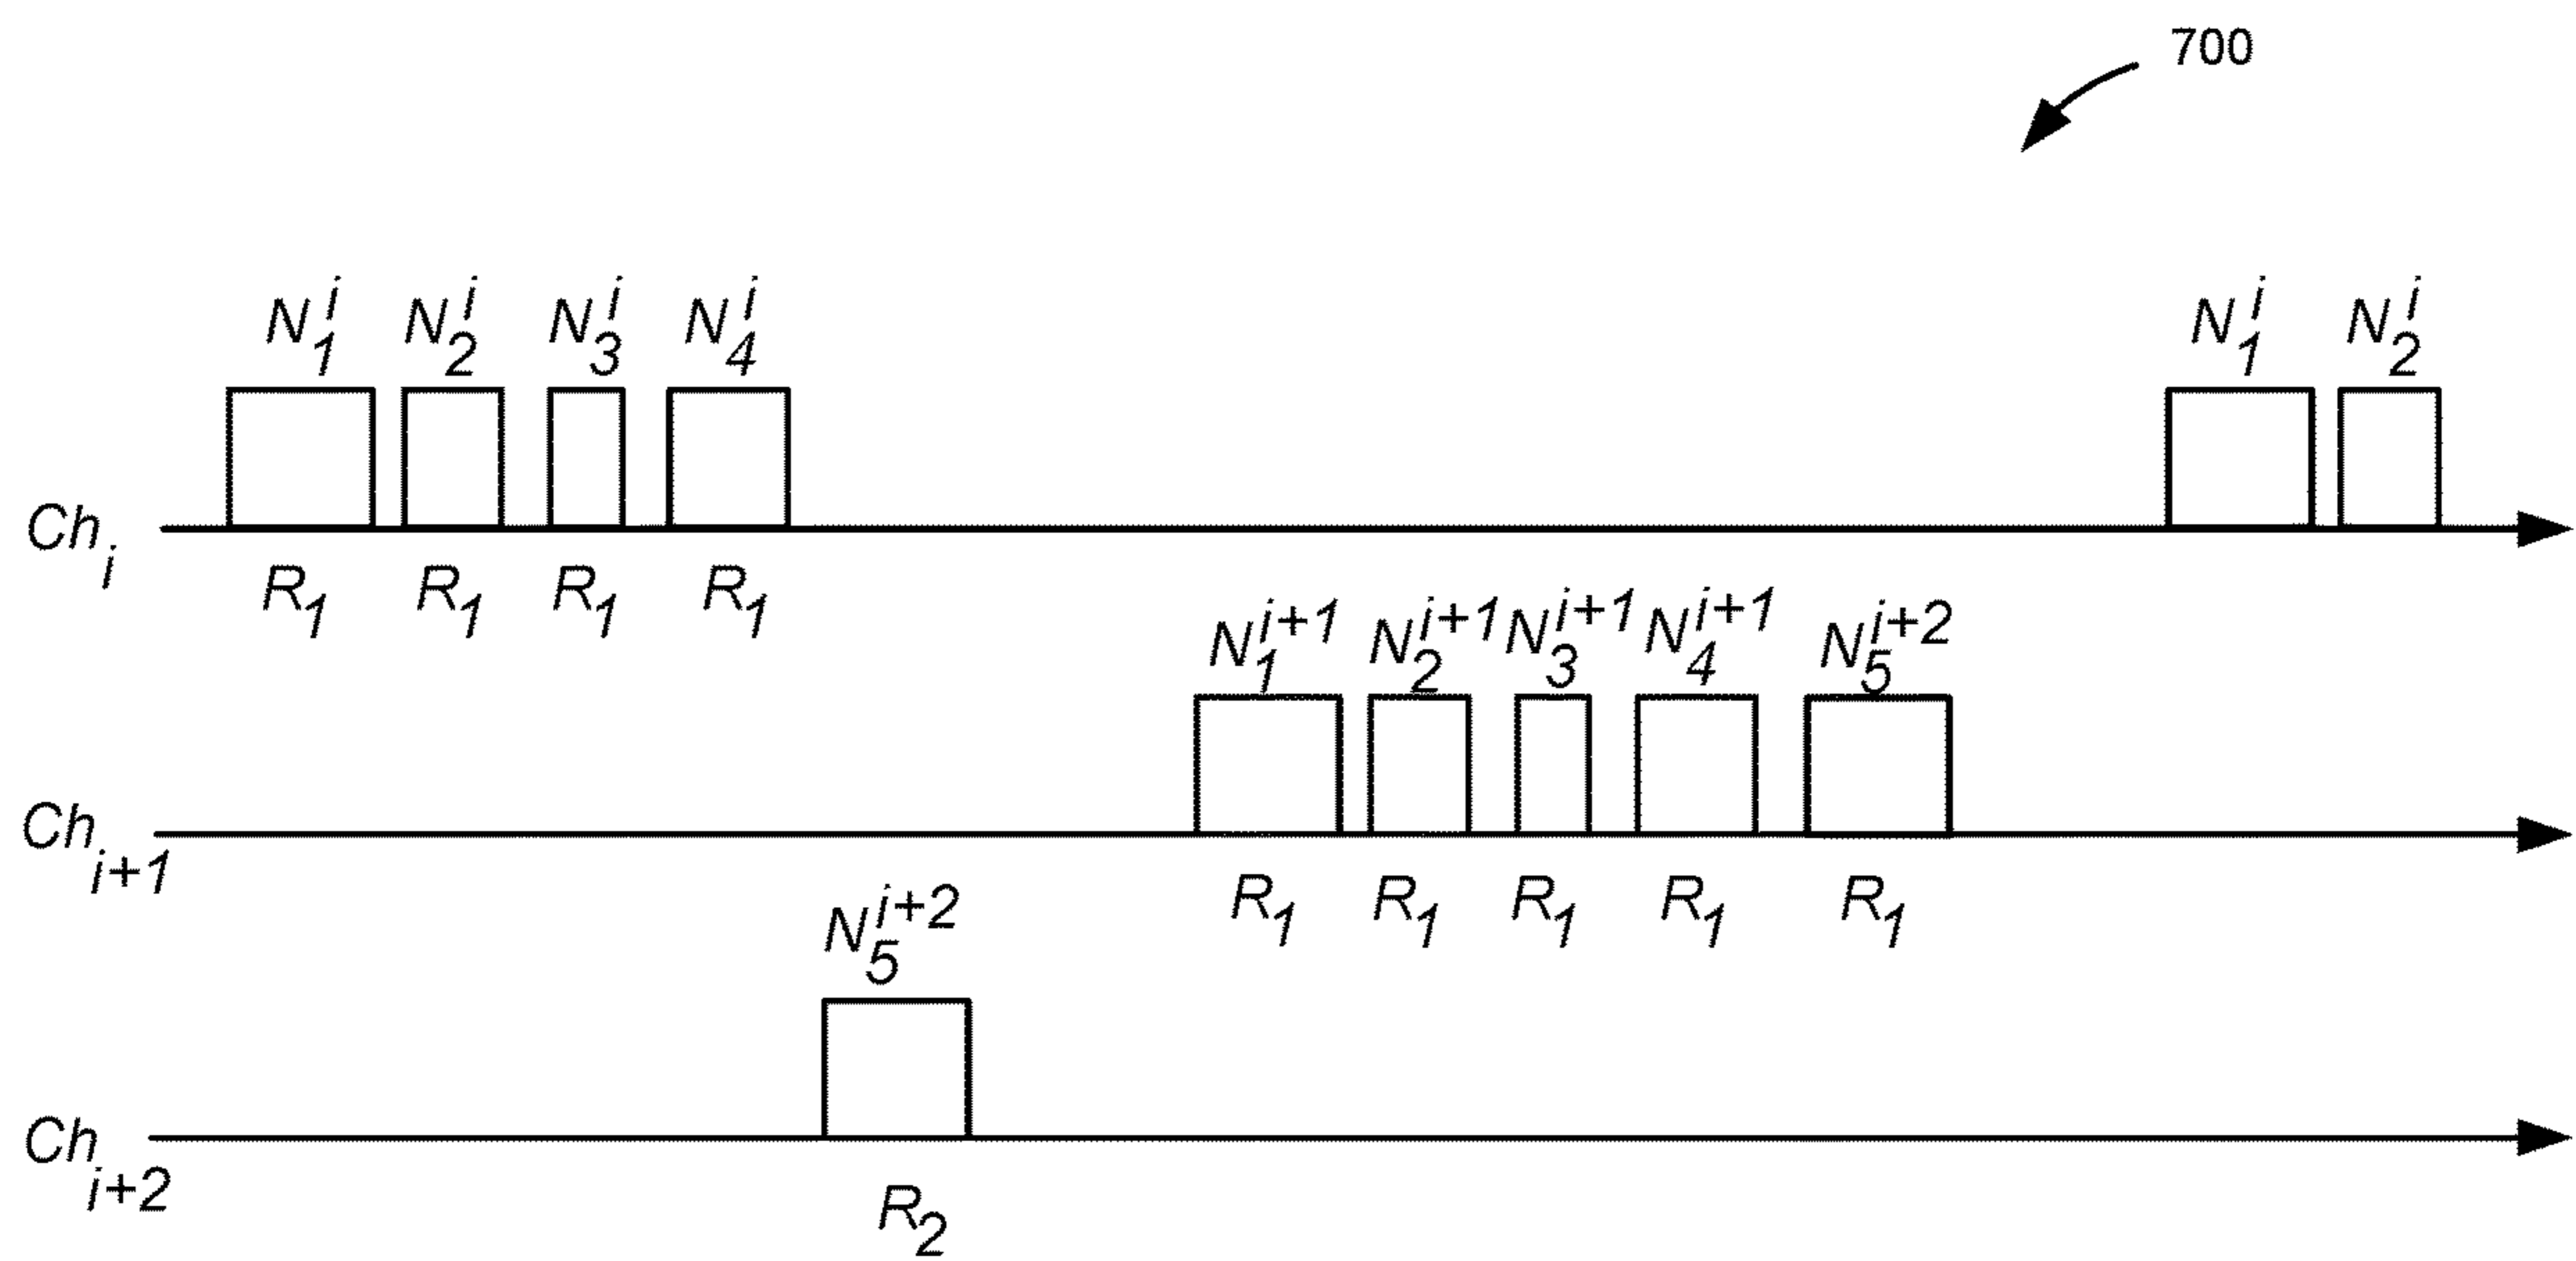 700
N₁ⁱ N₂ⁱ N₃ⁱ N₄ⁱ N₁ⁱ N₂ⁱ
Chᵢ
R₁ R₁ R₁ R₁
N₁ⁱ⁺¹ N₂ⁱ⁺¹ N₃ⁱ⁺¹ N₄ⁱ⁺¹ N₅ⁱ⁺²
Chᵢ₊₁
R₁ R₁ R₁ R₁ R₁
N₅ⁱ⁺²
Chᵢ₊₂
R₂